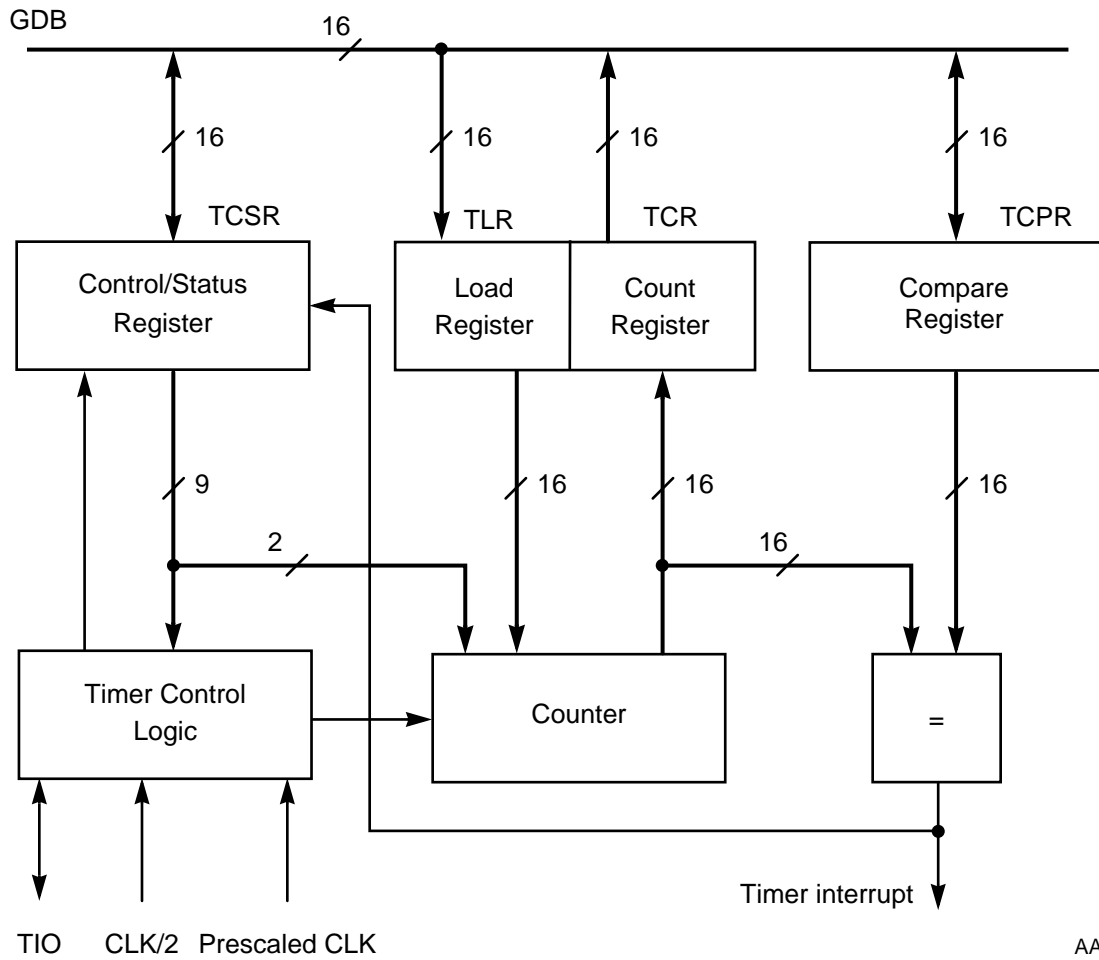 GDB
16
16
16
16
16
TCSR
TLR
TCR
TCPR
Control/Status
Register
Load
Register
Count
Register
Compare
Register
9
16
16
16
2
16
Timer Control
Logic
Counter
=
Timer interrupt
TIO
CLK/2
Prescaled CLK
AA